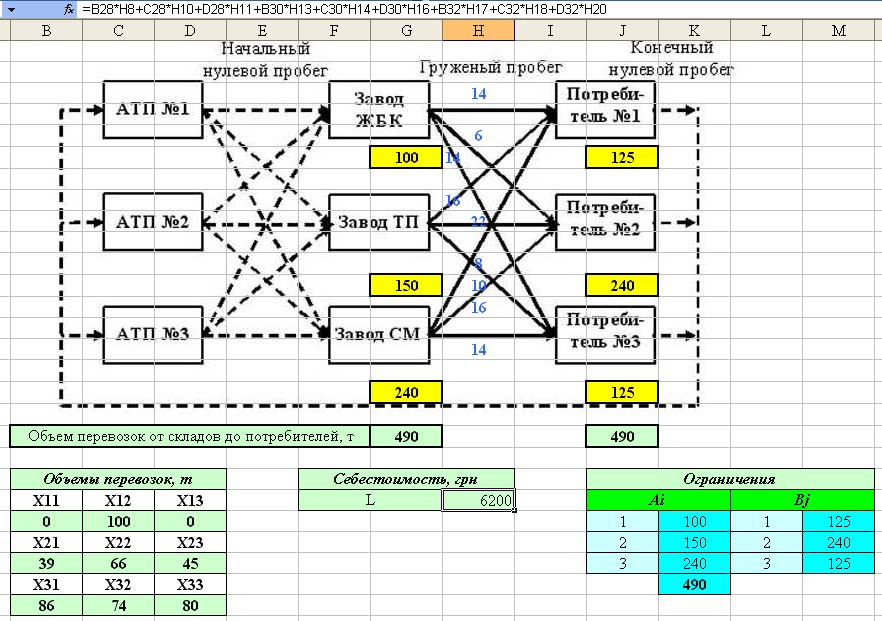 fx =B28*H8+C28*H10+D28*H11+B30*H13+C30*H14+D30*H16+B32*H17+C32*H18+D32*H20
B C D E F G H I J K L M
Начальный
нулевой пробег
Груженый пробег
Конечный
нулевой пробег
АТП №1
Завод
ЖБК
14
Потреби-
тель №1
6
100
14
125
16
АТП №2
Завод ТП
22
Потреби-
тель №2
8
150
10
240
16
АТП №3
Завод СМ
14
Потреби-
тель №3
240
125
Объем перевозок от складов до потребителей, т 490
490
Объемы перевозок, т
X11 X12 X13
0 100 0
X21 X22 X23
39 66 45
X31 X32 X33
86 74 80
Себестоимость, грн
L 6200
Ограничения
Ai Bj
1 100 1 125
2 150 2 240
3 240 3 125
490